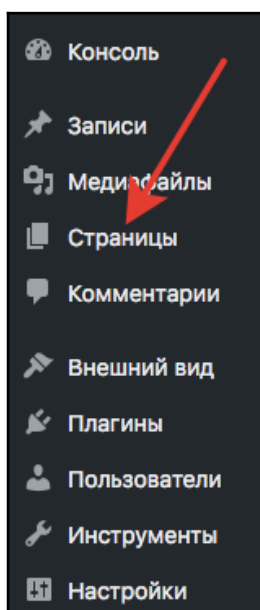 Консоль
Записи
Медиафайлы
Страницы
Комментарии
Внешний вид
Плагины
Пользователи
Инструменты
Настройки